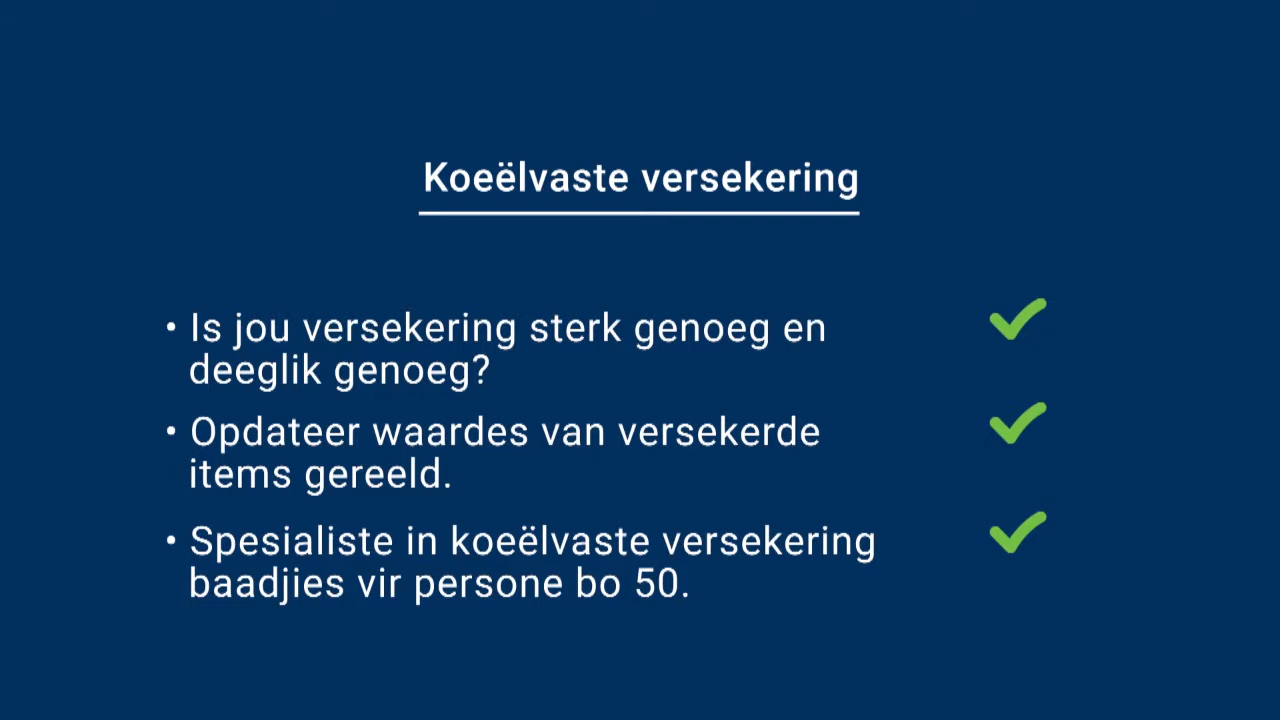 Koeëlvaste versekering
• Is jou versekering sterk genoeg en
deeglik genoeg?
• Opdateer waardes van versekerde
items gereeld.
• Spesialiste in koeëlvaste versekering
baadjies vir persone bo 50.